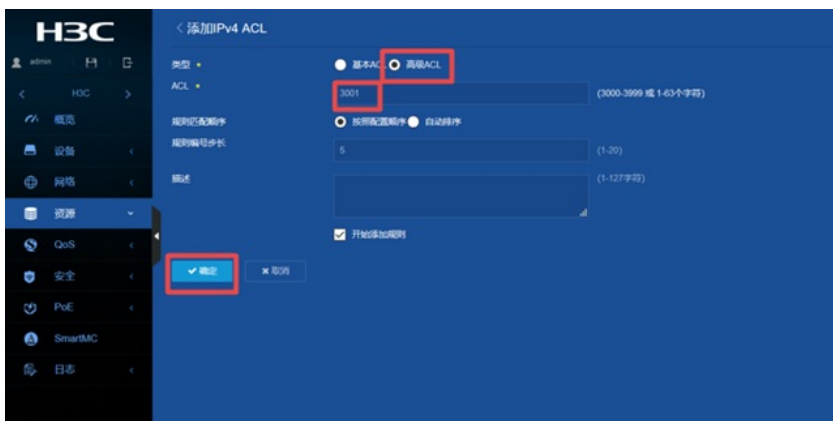 H3C
admin
H3C
概览
设备
网络
资源
QoS
安全
PoE
SmartMC
日志
添加IPv4 ACL
类型
基本ACL 高级ACL
ACL
3001
(3000-3999 或 1-63个字符)
规则匹配顺序
按照配置顺序 自动排序
规则编号步长
5
(1-20)
描述
(1-127字符)
开始添加规则
确定 取消